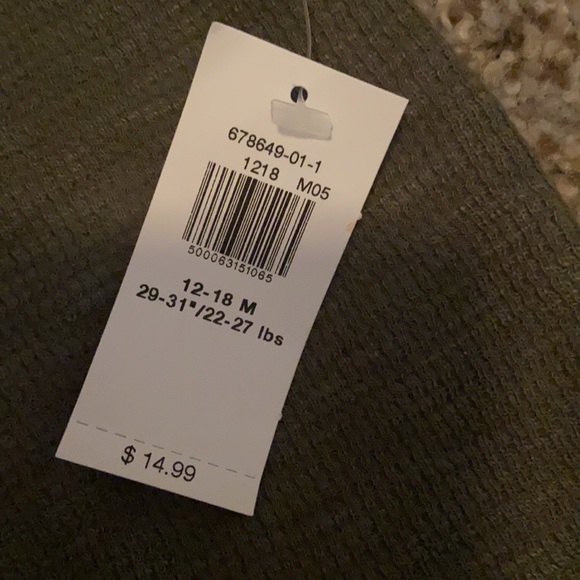 678649-01-1
1218 M05
500063151065
12-18 M
29-31"/22-27 lbs
$ 14.99